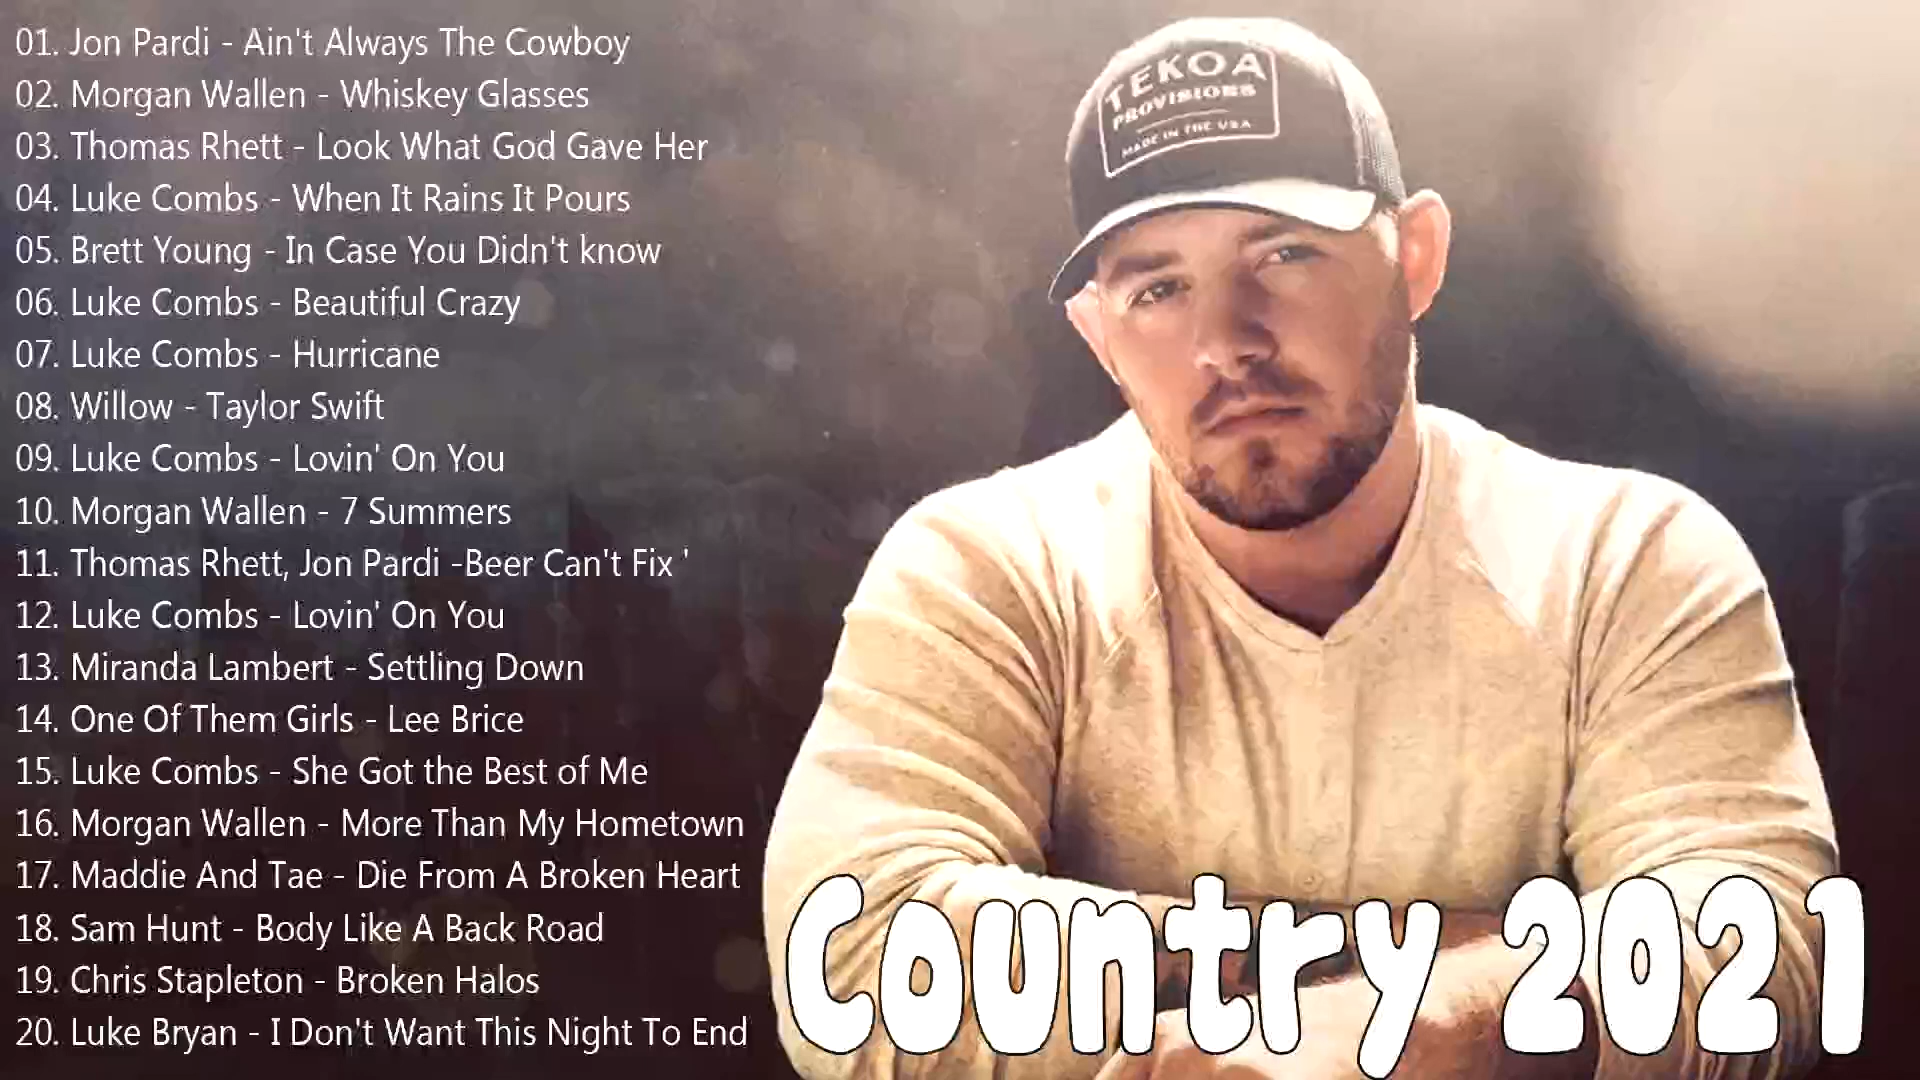 01. Jon Pardi - Ain't Always The Cowboy
02. Morgan Wallen - Whiskey Glasses
03. Thomas Rhett - Look What God Gave Her
04. Luke Combs - When It Rains It Pours
05. Brett Young - In Case You Didn't know
06. Luke Combs - Beautiful Crazy
07. Luke Combs - Hurricane
08. Willow - Taylor Swift
09. Luke Combs - Lovin' On You
10. Morgan Wallen - 7 Summers
11. Thomas Rhett, Jon Pardi -Beer Can't Fix '
12. Luke Combs - Lovin' On You
13. Miranda Lambert - Settling Down
14. One Of Them Girls - Lee Brice
15. Luke Combs - She Got the Best of Me
16. Morgan Wallen - More Than My Hometown
17. Maddie And Tae - Die From A Broken Heart
18. Sam Hunt - Body Like A Back Road
19. Chris Stapleton - Broken Halos
20. Luke Bryan - I Don't Want This Night To End
TEKOA
PROVISIONS
MADE IN THE USA
Country 2021